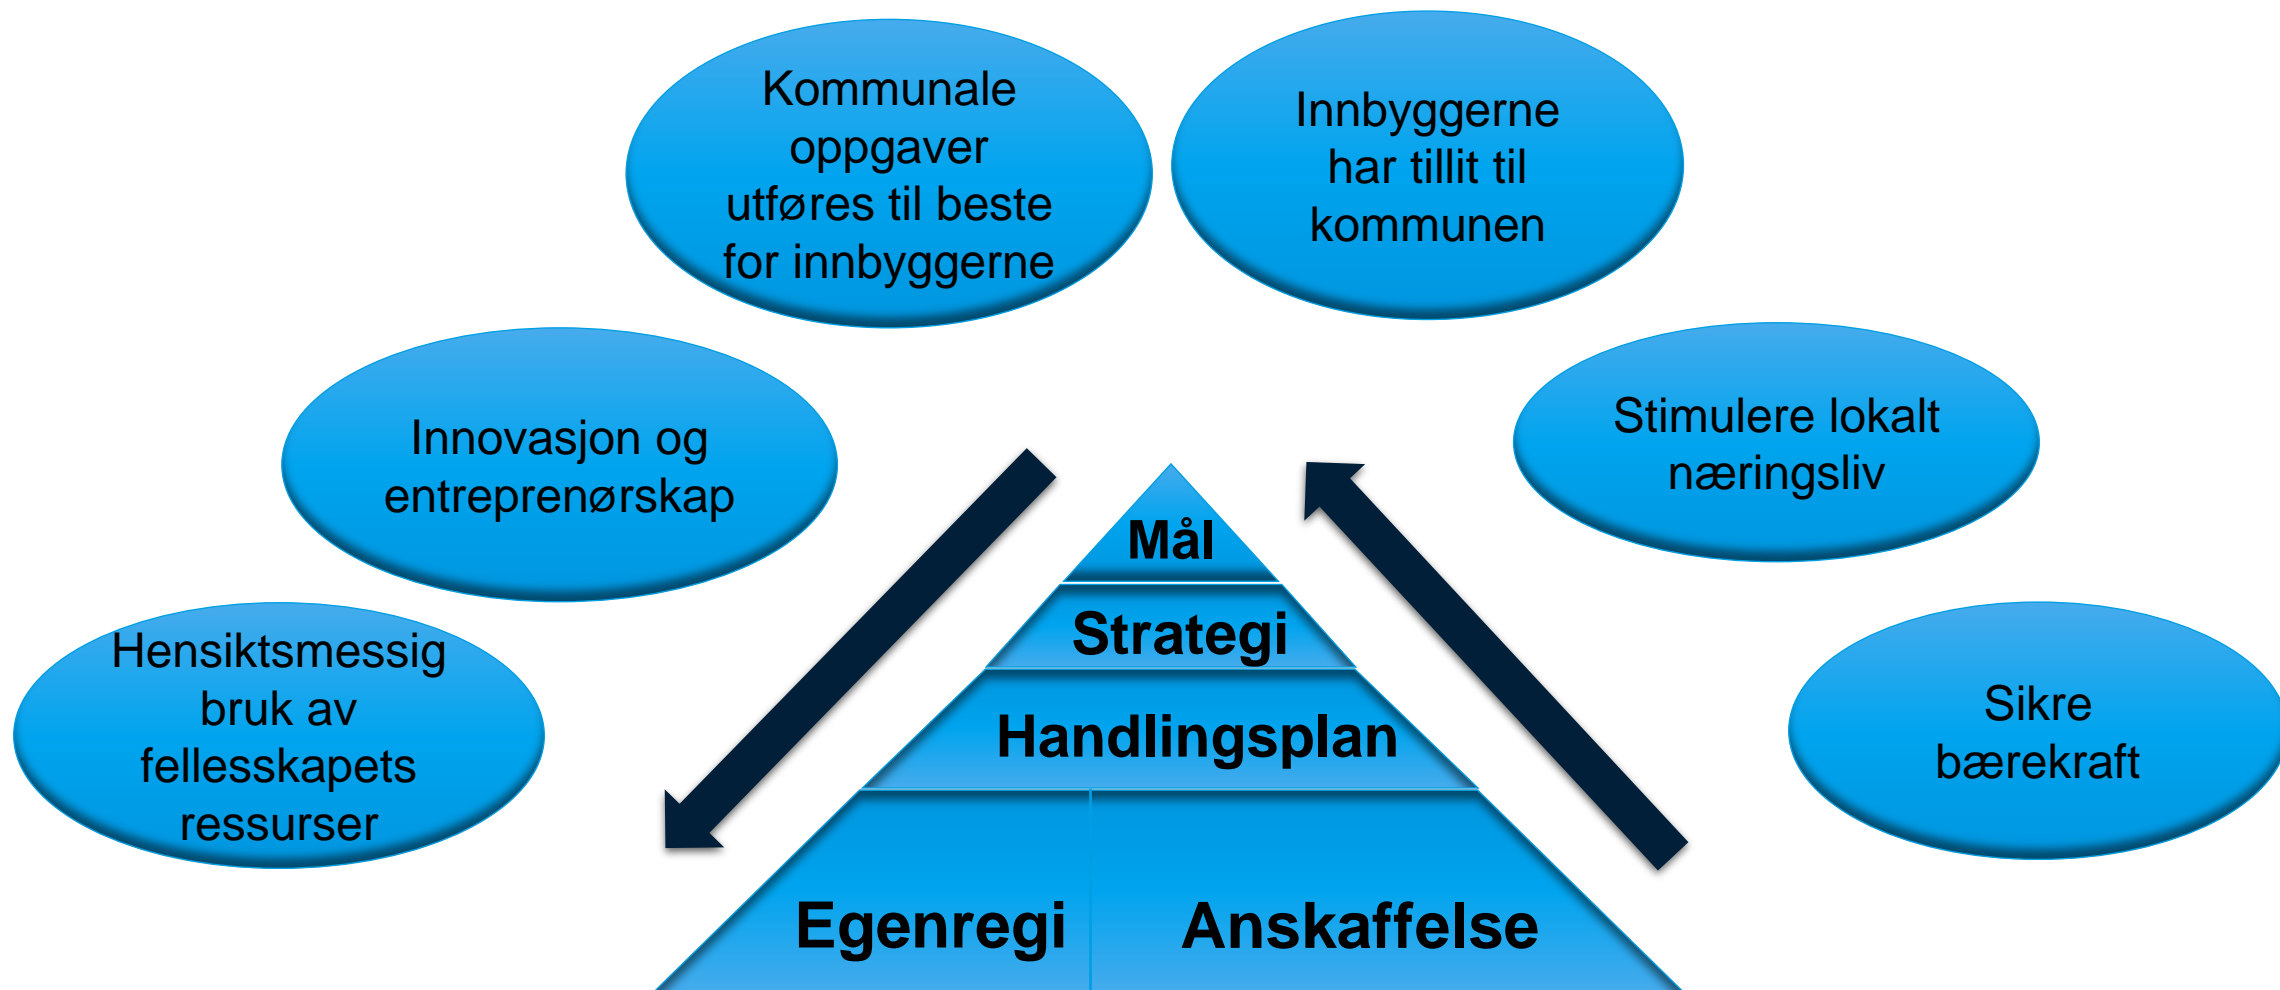 Kommunale
oppgaver
utføres til beste
for innbyggerne
Innbyggerne
har tillit til
kommunen
Innovasjon og
entreprenørskap
Stimulere lokalt
næringsliv
Hensiktsmessig
bruk av
fellesskapets
ressurser
Sikre
bærekraft
Mål
Strategi
Handlingsplan
Egenregi
Anskaffelse